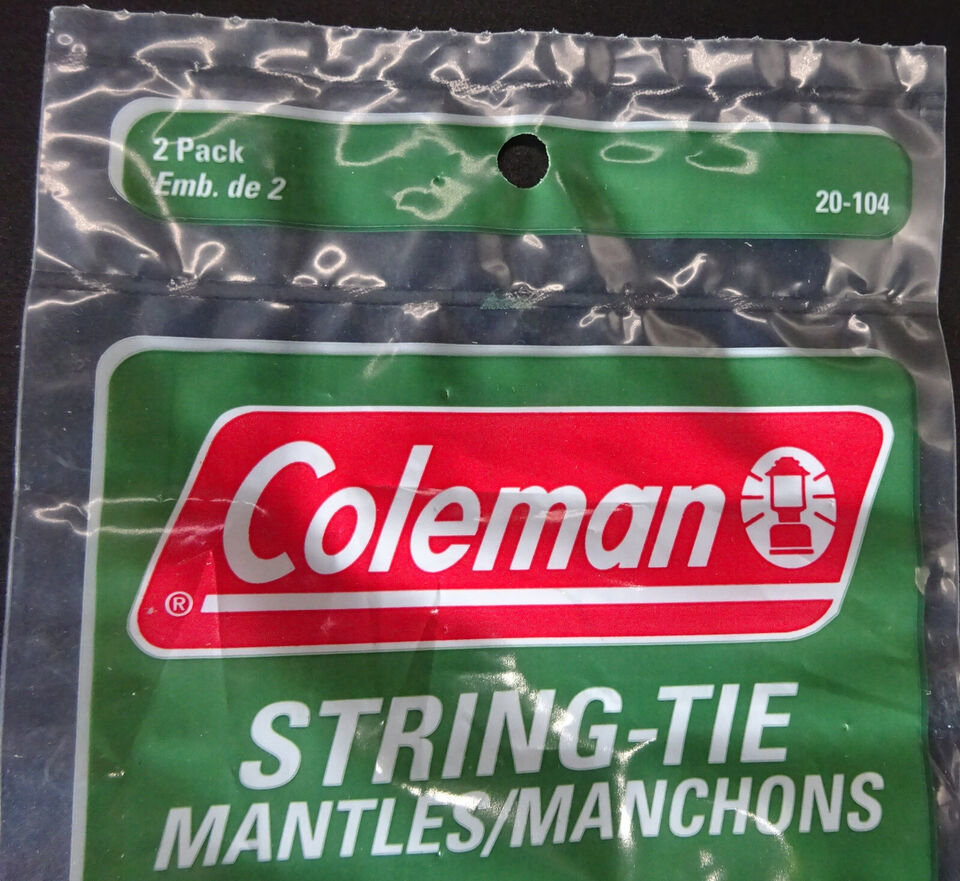 2 Pack
Emb. de 2
20-104
Coleman
®
STRING-TIE
MANTLES/MANCHONS